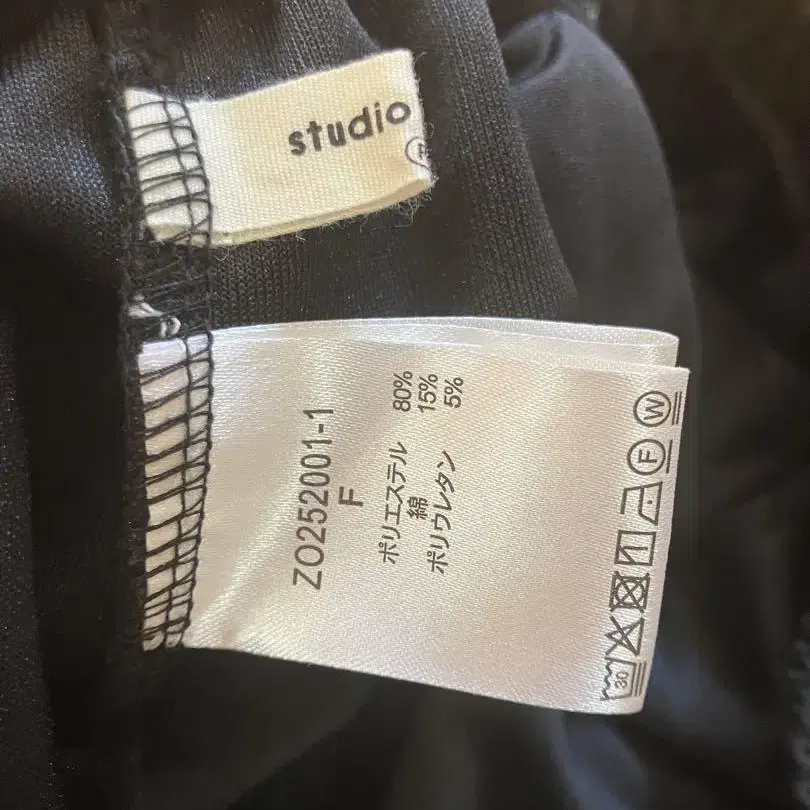 studio
ZO252001-1
F
ポリエステル 80%
綿 15%
ポリウレタン 5%
30
F
W